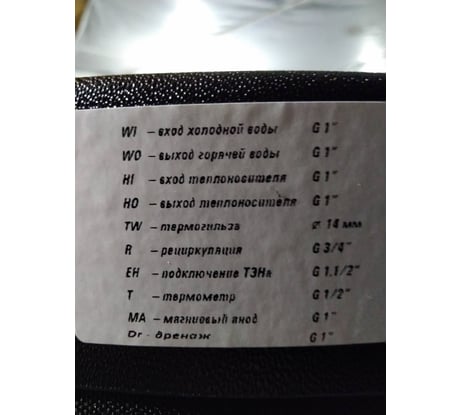 WI – вход холодной воды G 1"
WO – выход горячей воды G 1"
HI – вход теплоносителя G 1"
HO – выход теплоносителя G 1"
TW – термогильза ⌀ 14 мм
R – рециркуляция G 3/4"
EH – подключение ТЭНа G 1.1/2"
T – термометр G 1/2"
MA – магниовый анод G 1"
Dr - дренаж G 1"